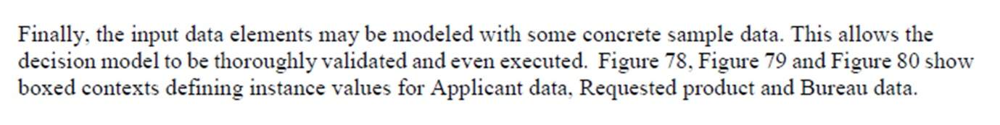 Finally, the input data elements may be modeled with some concrete sample data. This allows the
decision model to be thoroughly validated and even executed.  Figure 78, Figure 79 and Figure 80 show
boxed contexts defining instance values for Applicant data, Requested product and Bureau data.